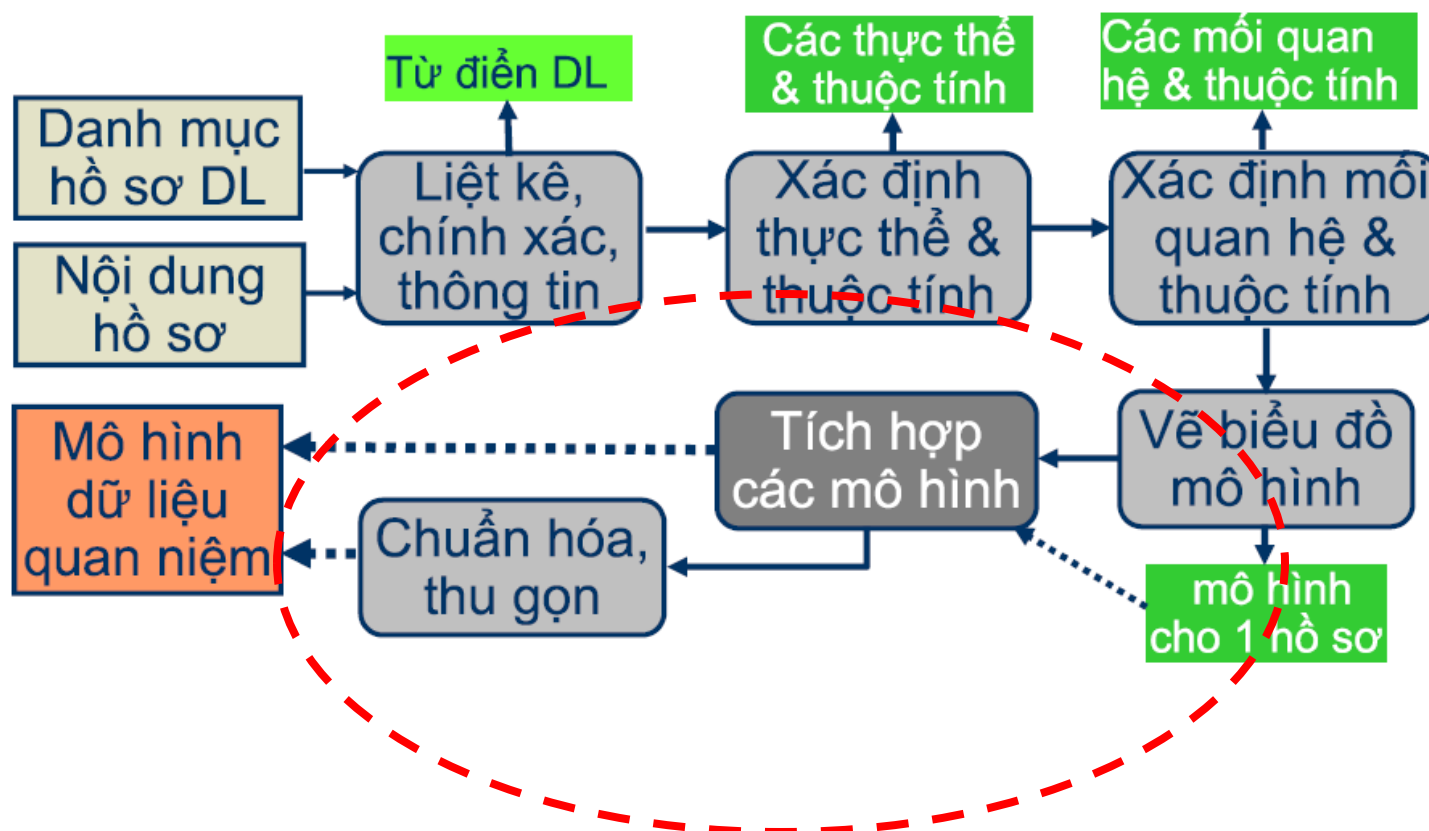 Từ điển DL
Các thực thể
& thuộc tính
Các mối quan
hệ & thuộc tính
Danh mục
hồ sơ DL
Nội dung
hồ sơ
Liệt kê,
chính xác,
thông tin
Xác định
thực thể &
thuộc tính
Xác định mối
quan hệ &
thuộc tính
Mô hình
dữ liệu
quan niệm
Tích hợp
các mô hình
Vẽ biểu đồ
mô hình
Chuẩn hóa,
thu gọn
mô hình
cho 1 hồ sơ